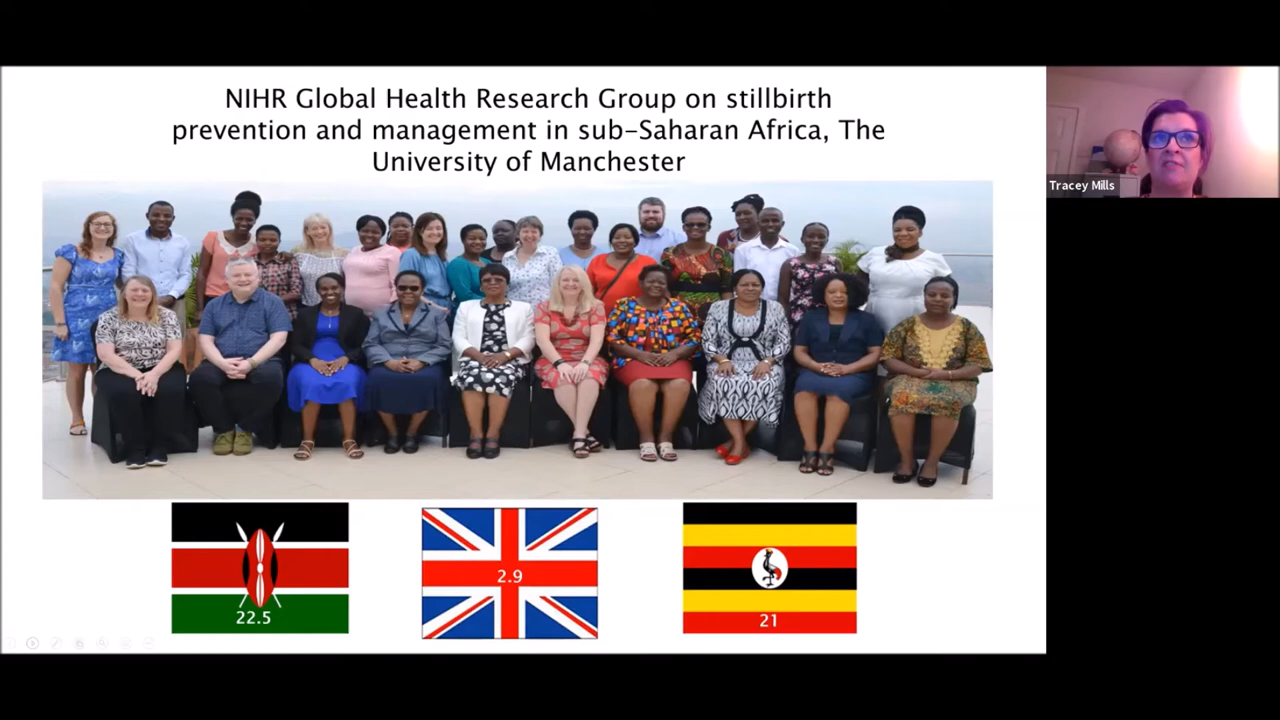 NIHR Global Health Research Group on stillbirth
prevention and management in sub-Saharan Africa, The
University of Manchester
Tracey Mills
22.5
2.9
21